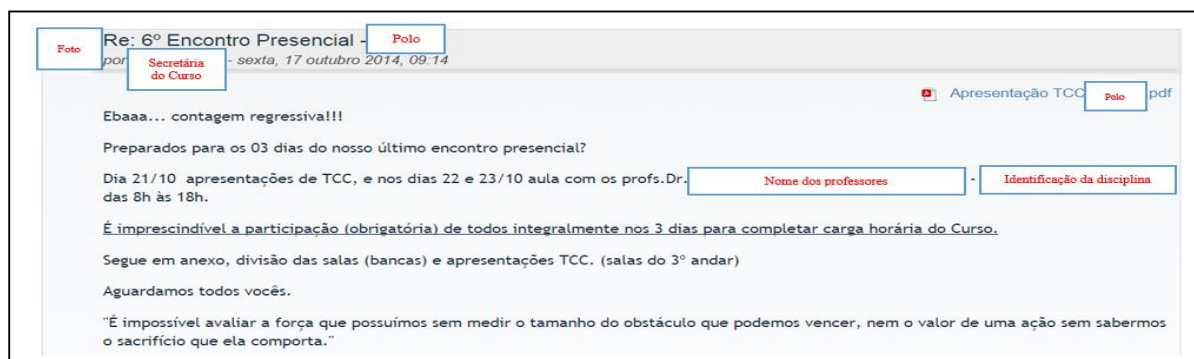 Foto
Re: 6º Encontro Presencial - Polo
por Secretária do Curso - sexta, 17 outubro 2014, 09:14
Apresentação TCC Polo pdf
Ebaaa... contagem regressiva!!!
Preparados para os 03 dias do nosso último encontro presencial?
Dia 21/10 apresentações de TCC, e nos dias 22 e 23/10 aula com os profs.Dr. Nome dos professores - Identificação da disciplina
das 8h às 18h.
É imprescindível a participação (obrigatória) de todos integralmente nos 3 dias para completar carga horária do Curso.
Segue em anexo, divisão das salas (bancas) e apresentações TCC. (salas do 3º andar)
Aguardamos todos vocês.
"É impossível avaliar a força que possuímos sem medir o tamanho do obstáculo que podemos vencer, nem o valor de uma ação sem sabermos
o sacrifício que ela comporta."